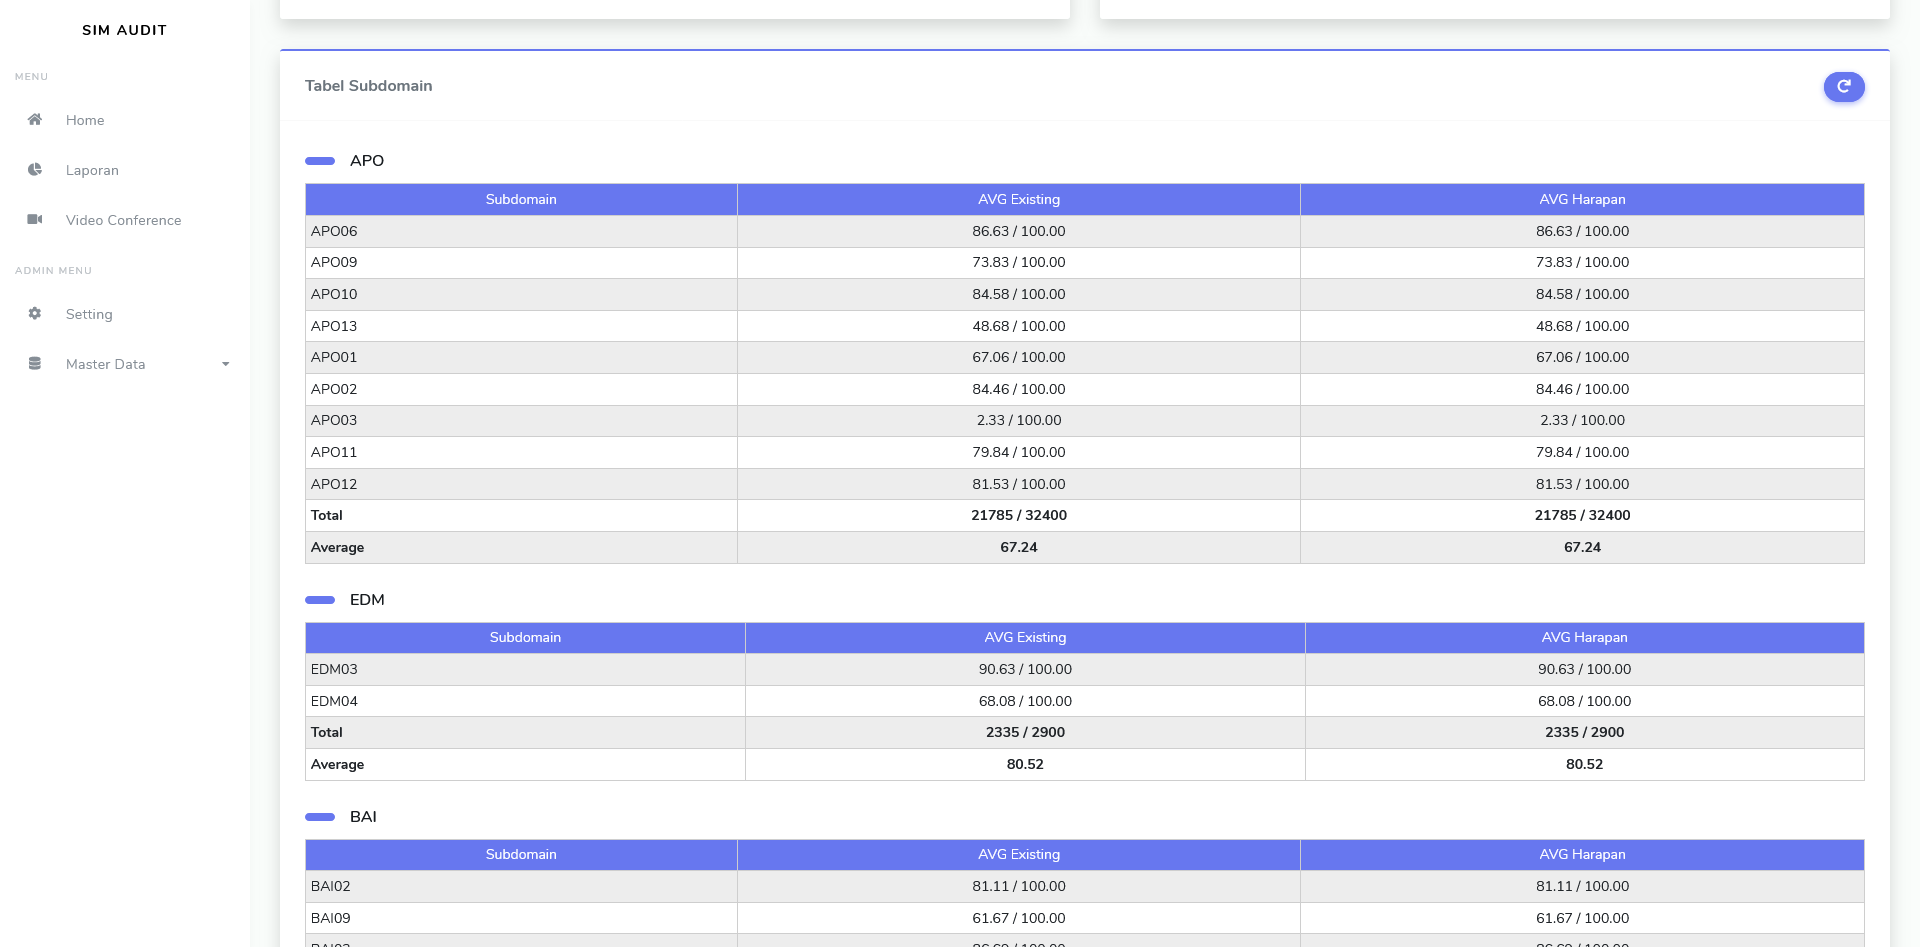 SIM AUDIT
MENU
Home
Laporan
Video Conference
ADMIN MENU
Setting
Master Data
Tabel Subdomain
APO
Subdomain AVG Existing AVG Harapan
APO06 86.63 / 100.00 86.63 / 100.00
APO09 73.83 / 100.00 73.83 / 100.00
APO10 84.58 / 100.00 84.58 / 100.00
APO13 48.68 / 100.00 48.68 / 100.00
APO01 67.06 / 100.00 67.06 / 100.00
APO02 84.46 / 100.00 84.46 / 100.00
APO03 2.33 / 100.00 2.33 / 100.00
APO11 79.84 / 100.00 79.84 / 100.00
APO12 81.53 / 100.00 81.53 / 100.00
Total 21785 / 32400 21785 / 32400
Average 67.24 67.24
EDM
Subdomain AVG Existing AVG Harapan
EDM03 90.63 / 100.00 90.63 / 100.00
EDM04 68.08 / 100.00 68.08 / 100.00
Total 2335 / 2900 2335 / 2900
Average 80.52 80.52
BAI
Subdomain AVG Existing AVG Harapan
BAI02 81.11 / 100.00 81.11 / 100.00
BAI09 61.67 / 100.00 61.67 / 100.00